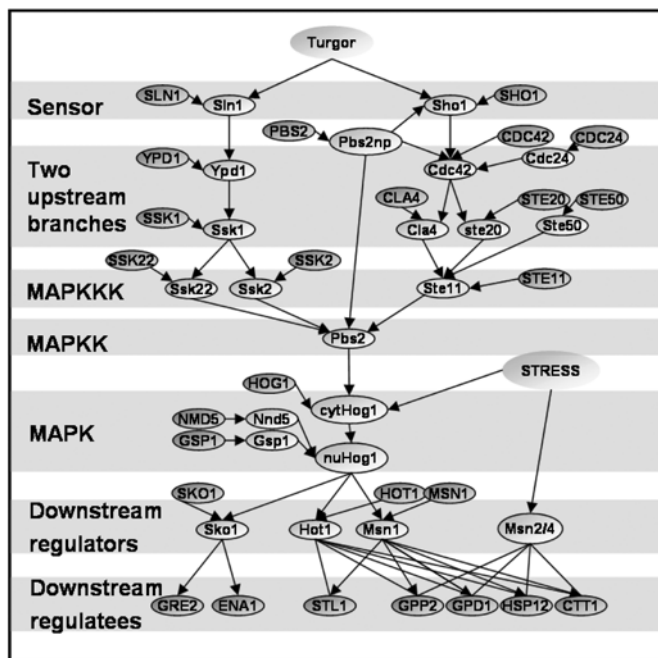 Turgor
SLN1
Sln1
Sho1
SHO1
Sensor
PBS2
Pbs2np
CDC42
CDC24
Cdc24
YPD1
Ypd1
Cdc42
Two
upstream
branches
CLA4
STE20
STE50
SSK1
Ssk1
Cla4
ste20
Ste50
SSK22
SSK2
STE11
MAPKKK
Ssk22
Ssk2
Ste11
MAPKK
Pbs2
STRESS
HOG1
cytHog1
NMD5
Nnd5
MAPK
GSP1
Gsp1
nuHog1
SKO1
HOT1
MSN1
Downstream
regulators
Sko1
Hot1
Msn1
Msn2/4
Downstream
regulatees
GRE2
ENA1
STL1
GPP2
GPD1
HSP12
CTT1